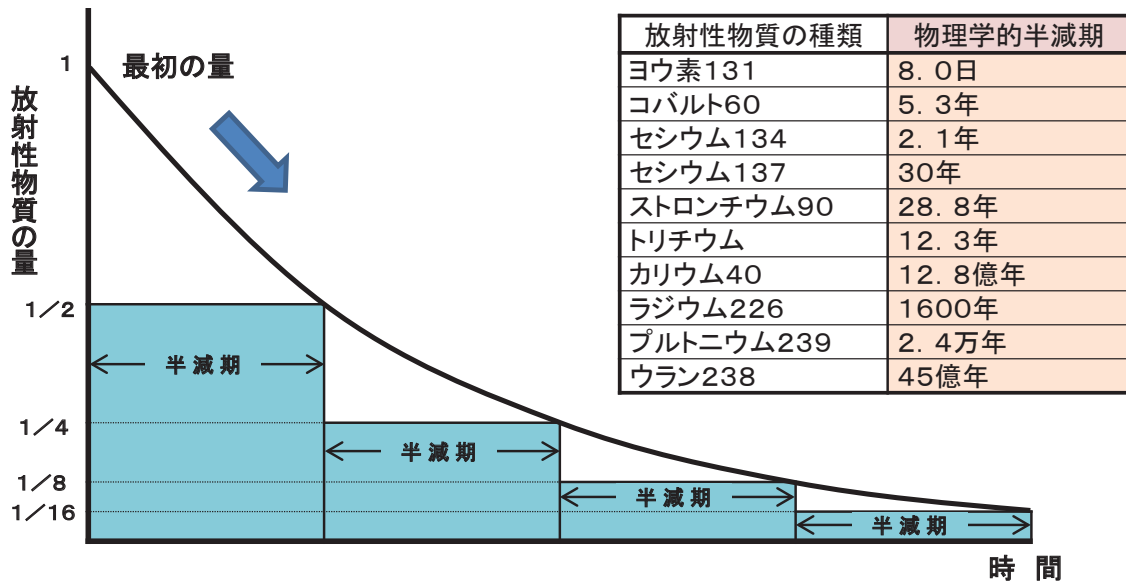 1
最初の量
放射性物質の量
1／2
半減期
1／4
半減期
1／8
半減期
1／16
半減期
時間
放射性物質の種類 物理学的半減期
ヨウ素131 8．0日
コバルト60 5．3年
セシウム134 2．1年
セシウム137 30年
ストロンチウム90 28．8年
トリチウム 12．3年
カリウム40 12．8億年
ラジウム226 1600年
プルトニウム239 2．4万年
ウラン238 45億年